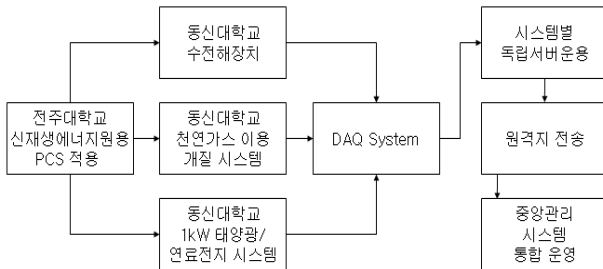 동신대학교
수전해장치
시스템별
독립서버운용
전주대학교
신재생에너지원용
PCS 적용
동신대학교
천연가스 이용
개질 시스템
DAQ System
원격지 전송
동신대학교
1kW 태양광/
연료전지 시스템
중앙관리
시스템
통합 운영